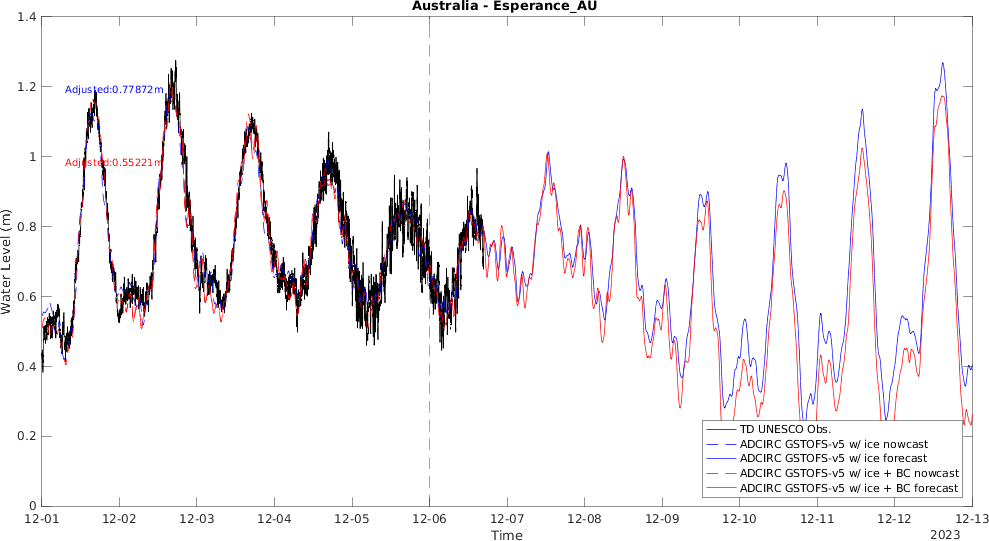 Australia - Esperance_AU
1.4
1.2
1
0.8
0.6
0.4
0.2
0
Water Level (m)
Adjusted:0.77872m
Adjusted:0.55221m
TD UNESCO Obs.
ADCIRC GSTOFS-v5 w/ ice nowcast
ADCIRC GSTOFS-v5 w/ ice forecast
ADCIRC GSTOFS-v5 w/ ice + BC nowcast
ADCIRC GSTOFS-v5 w/ ice + BC forecast
12-01 12-02 12-03 12-04 12-05 12-06 12-07 12-08 12-09 12-10 12-11 12-12 12-13
Time
2023